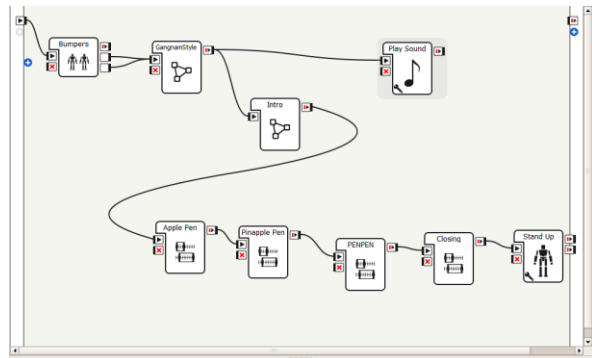 Bumpers
GangnamStyle
Play Sound
Intro
Apple Pen
Pinapple Pen
PENPEN
Closing
Stand Up